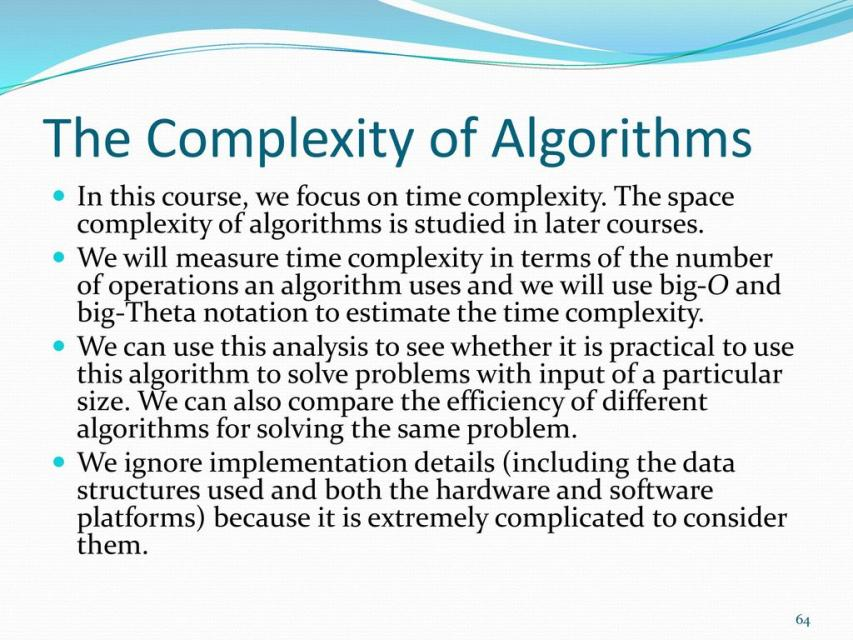 The Complexity of Algorithms
• In this course, we focus on time complexity. The space
complexity of algorithms is studied in later courses.
• We will measure time complexity in terms of the number
of operations an algorithm uses and we will use big-O and
big-Theta notation to estimate the time complexity.
• We can use this analysis to see whether it is practical to use
this algorithm to solve problems with input of a particular
size. We can also compare the efficiency of different
algorithms for solving the same problem.
• We ignore implementation details (including the data
structures used and both the hardware and software
platforms) because it is extremely complicated to consider
them.
64